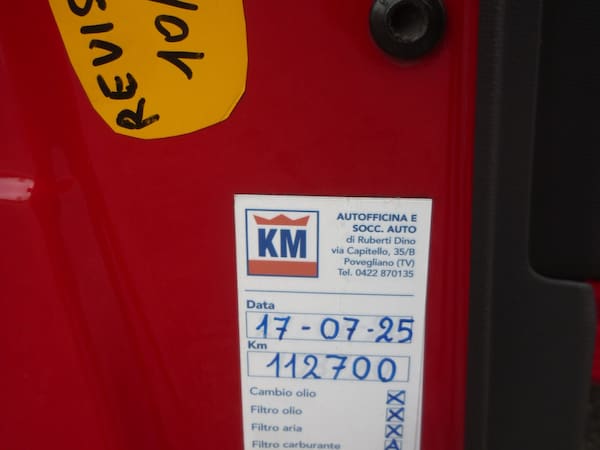 REVIS
10/
KM
AUTOFFICINA E
SOCC. AUTO
di Ruberti Dino
via Capitello, 35/B
Povegliano (TV)
Tel. 0422 870135
Data
17-07-25
Km
112700
Cambio olio X
Filtro olio X
Filtro aria X
Filtro carburante